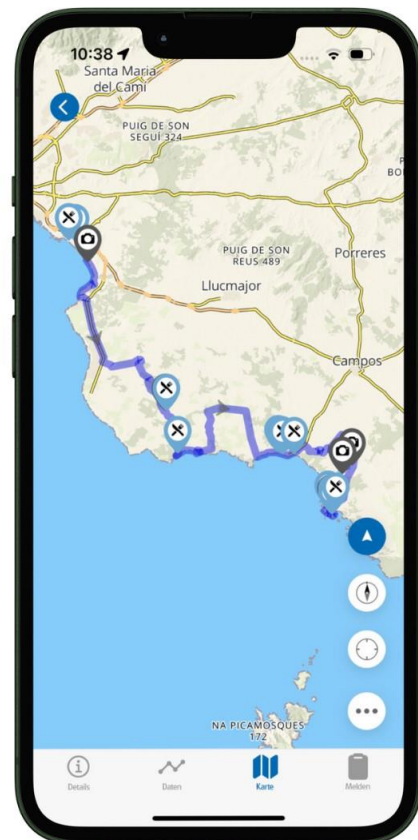 10:38
Santa Maria
del Camí
PUIG DE SON
SEGUÍ 324
PUIG DE SON
REUS 489
Porreres
Llucmajor
Campos
NA PICAMOSQUES
172
Details
Daten
Karte
Melden